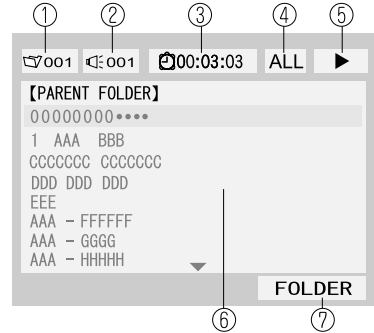 ① ② ③ ④ ⑤
001 001 00:03:03 ALL
【PARENT FOLDER】
00000000••••
1 AAA BBB
CCCCCCC CCCCCCC
DDD DDD DDD
EEE
AAA – FFFFFF
AAA – GGGG
AAA – HHHHH
FOLDER
⑥ ⑦